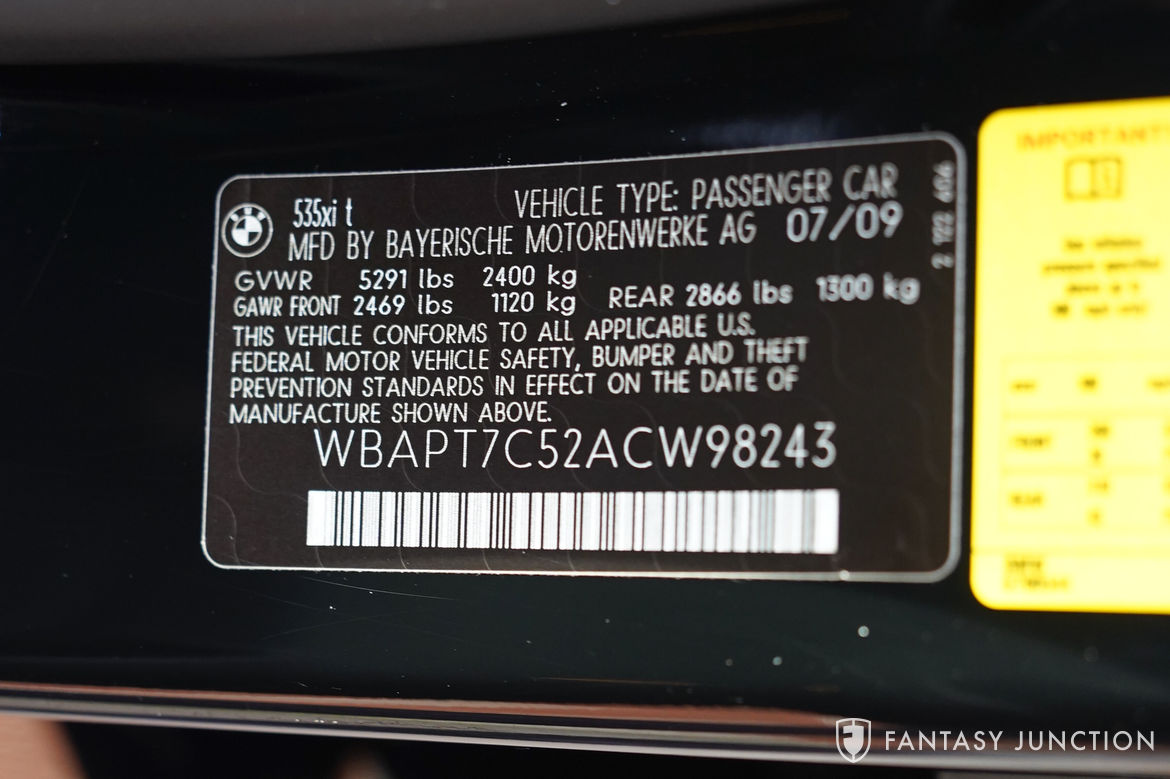 535xi t
VEHICLE TYPE: PASSENGER CAR
MFD BY BAYERISCHE MOTORENWERKE AG 07/09
GVWR 5291 lbs 2400 kg
GAWR FRONT 2469 lbs 1120 kg REAR 2866 lbs 1300 kg
THIS VEHICLE CONFORMS TO ALL APPLICABLE U.S.
FEDERAL MOTOR VEHICLE SAFETY, BUMPER AND THEFT
PREVENTION STANDARDS IN EFFECT ON THE DATE OF
MANUFACTURE SHOWN ABOVE.
WBAPT7C52ACW98243
IMPORTANT
FANTASY JUNCTION